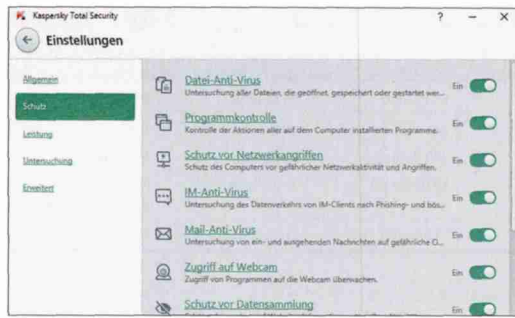 Kaspersky Total Security
? – ×
Einstellungen
Allgemein
Schutz
Leistung
Untersuchung
Erweitert
Datei-Anti-Virus
Untersuchung aller Dateien, die geöffnet, gespeichert oder gestartet wer...
Ein
Programmkontrolle
Kontrolle der Aktionen aller auf dem Computer installierten Programme.
Ein
Schutz vor Netzwerkangriffen
Schutz des Computers vor gefährlicher Netzwerkaktivität und Angriffen.
Ein
IM-Anti-Virus
Untersuchung des Datenverkehrs von IM-Clients nach Phishing- und bös...
Ein
Mail-Anti-Virus
Untersuchung von ein- und ausgehenden Nachrichten auf gefährliche O...
Ein
Zugriff auf Webcam
Zugriff von Programmen auf die Webcam überwachen.
Ein
Schutz vor Datensammlung
Ein